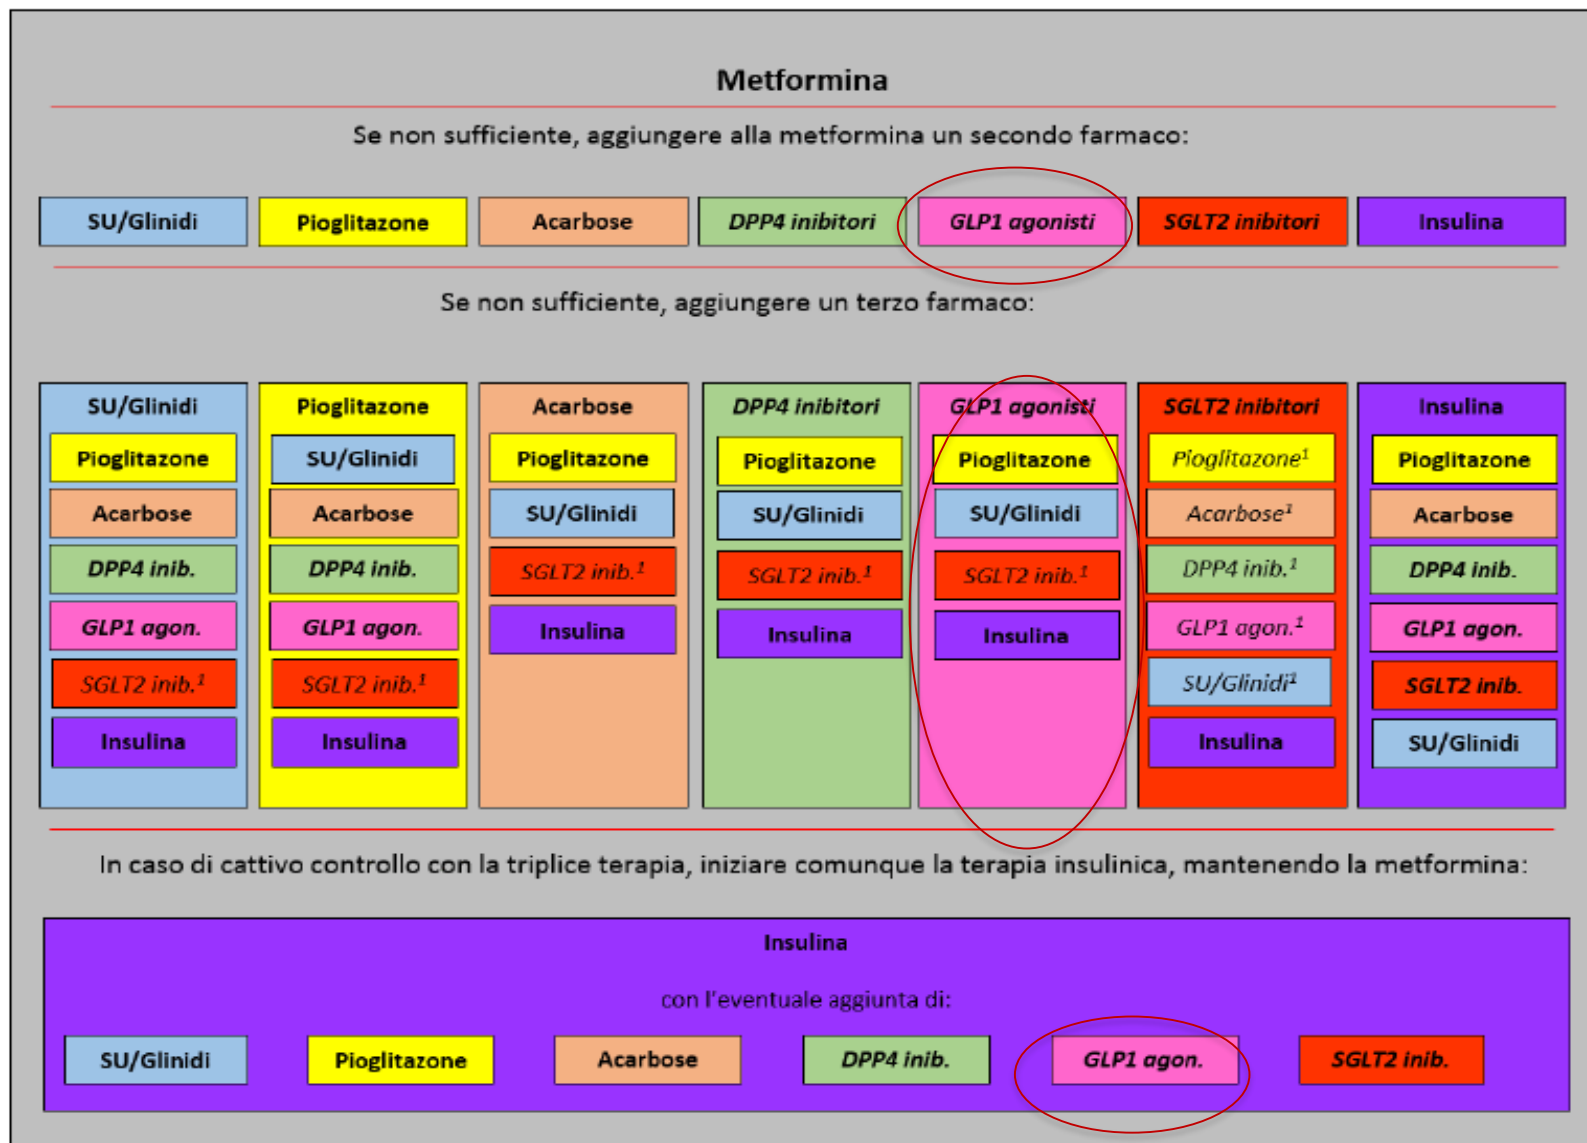 Metformina
Se non sufficiente, aggiungere alla metformina un secondo farmaco:
SU/Glinidi
Pioglitazone
Acarbose
DPP4 inibitori
GLP1 agonisti
SGLT2 inibitori
Insulina
Se non sufficiente, aggiungere un terzo farmaco:
SU/Glinidi
Pioglitazone
Acarbose
DPP4 inib.
GLP1 agon.
SGLT2 inib.¹
Insulina
Pioglitazone
SU/Glinidi
Acarbose
DPP4 inib.
GLP1 agon.
SGLT2 inib.¹
Insulina
Acarbose
Pioglitazone
SU/Glinidi
SGLT2 inib.¹
Insulina
DPP4 inibitori
Pioglitazone
SU/Glinidi
SGLT2 inib.¹
Insulina
GLP1 agonisti
Pioglitazone
SU/Glinidi
SGLT2 inib.¹
Insulina
SGLT2 inibitori
Pioglitazone¹
Acarbose¹
DPP4 inib.¹
GLP1 agon.¹
SU/Glinidi¹
Insulina
Insulina
Pioglitazone
Acarbose
DPP4 inib.
GLP1 agon.
SGLT2 inib.
SU/Glinidi
In caso di cattivo controllo con la triplice terapia, iniziare comunque la terapia insulinica, mantenendo la metformina:
Insulina
con l'eventuale aggiunta di:
SU/Glinidi
Pioglitazone
Acarbose
DPP4 inib.
GLP1 agon.
SGLT2 inib.